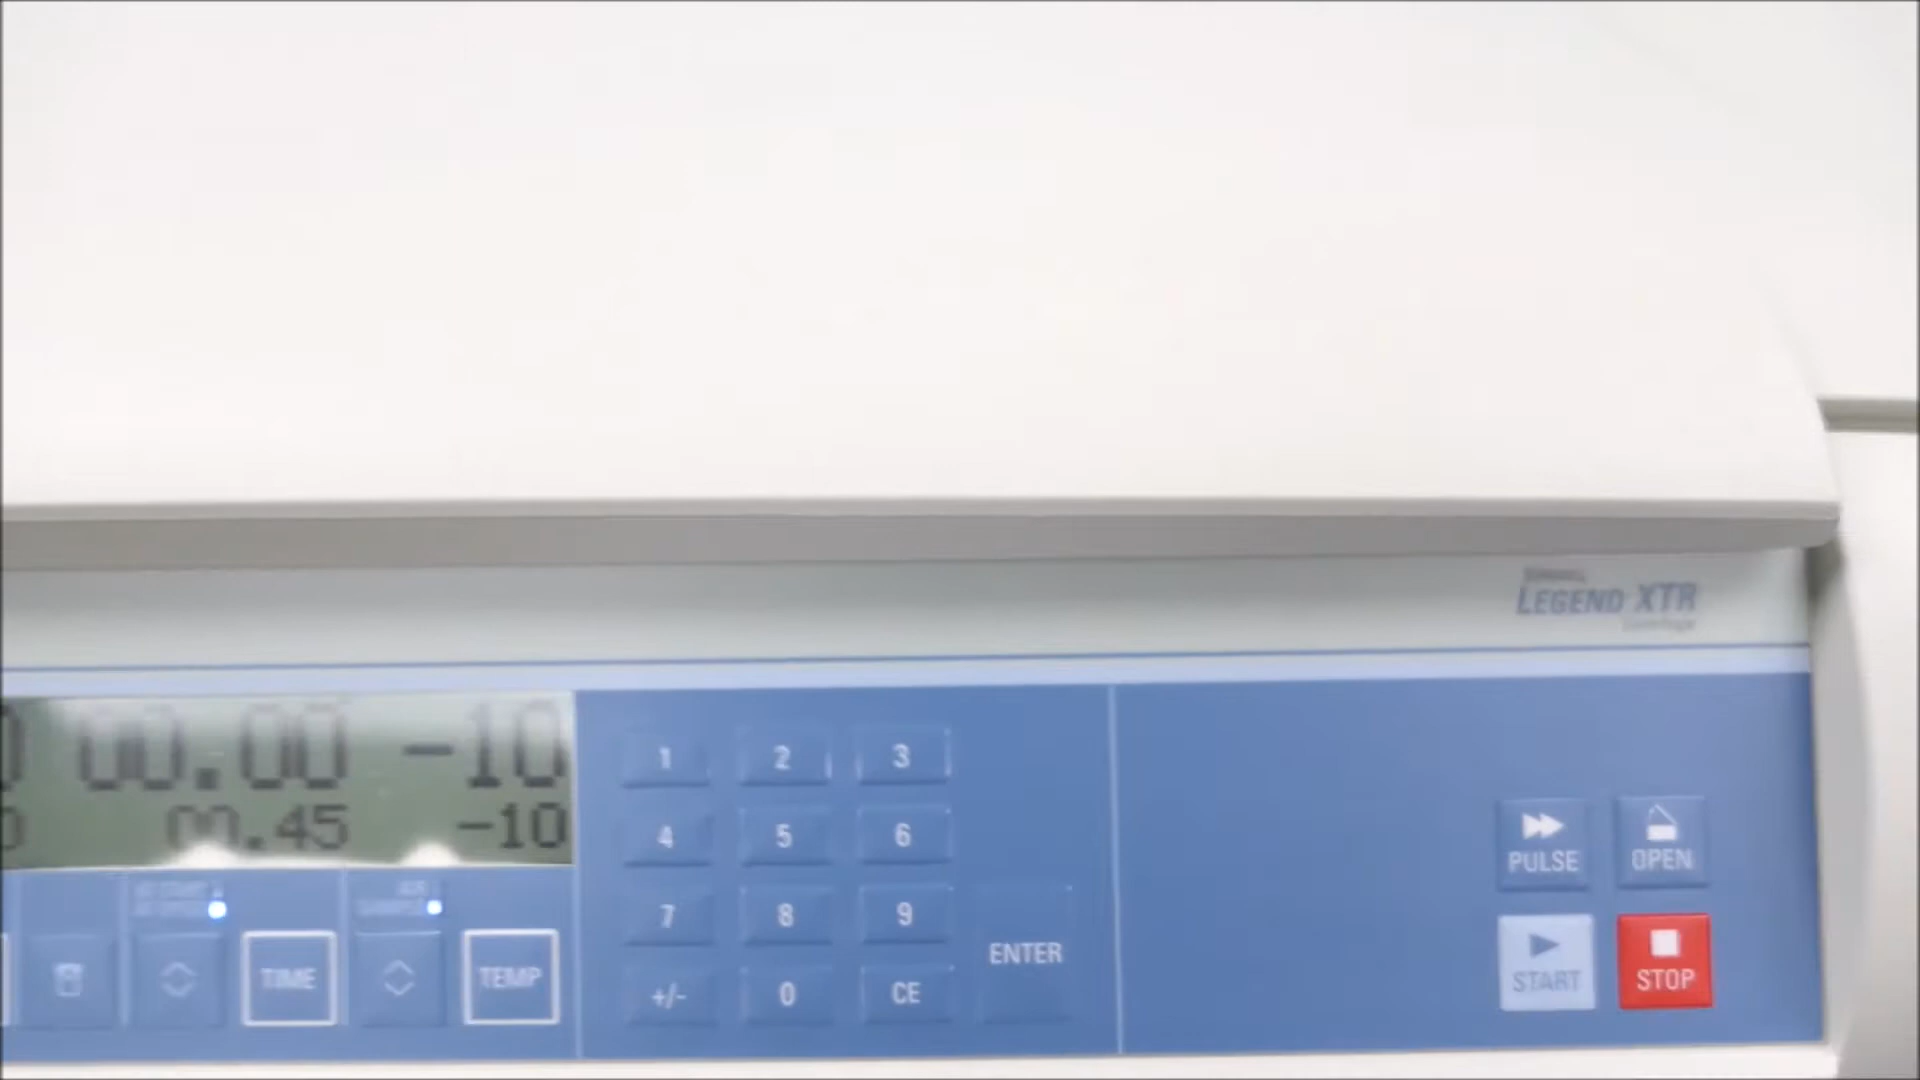 LEGEND XTR
00.00 -10
00.45 -10
1 2 3
4 5 6
7 8 9
+/- 0 CE
ENTER
TIME
TEMP
PULSE
OPEN
START
STOP